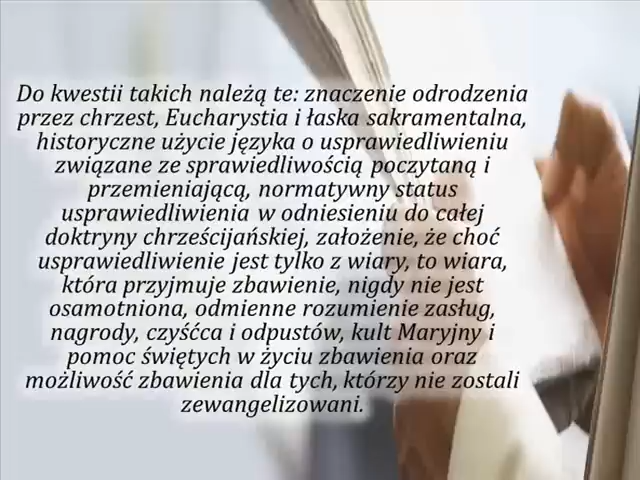 Do kwestii takich należą te: znaczenie odrodzenia
przez chrzest, Eucharystia i łaska sakramentalna,
historyczne użycie języka o usprawiedliwieniu
związane ze sprawiedliwością poczytaną i
przemieniającą, normatywny status
usprawiedliwienia w odniesieniu do całej
doktryny chrześcijańskiej, założenie, że choć
usprawiedliwienie jest tylko z wiary, to wiara,
która przyjmuje zbawienie, nigdy nie jest
osamotniona, odmienne rozumienie zasług,
nagrody, czyśćca i odpustów, kult Maryjny i
pomoc świętych w życiu zbawienia oraz
możliwość zbawienia dla tych, którzy nie zostali
zewangelizowani.